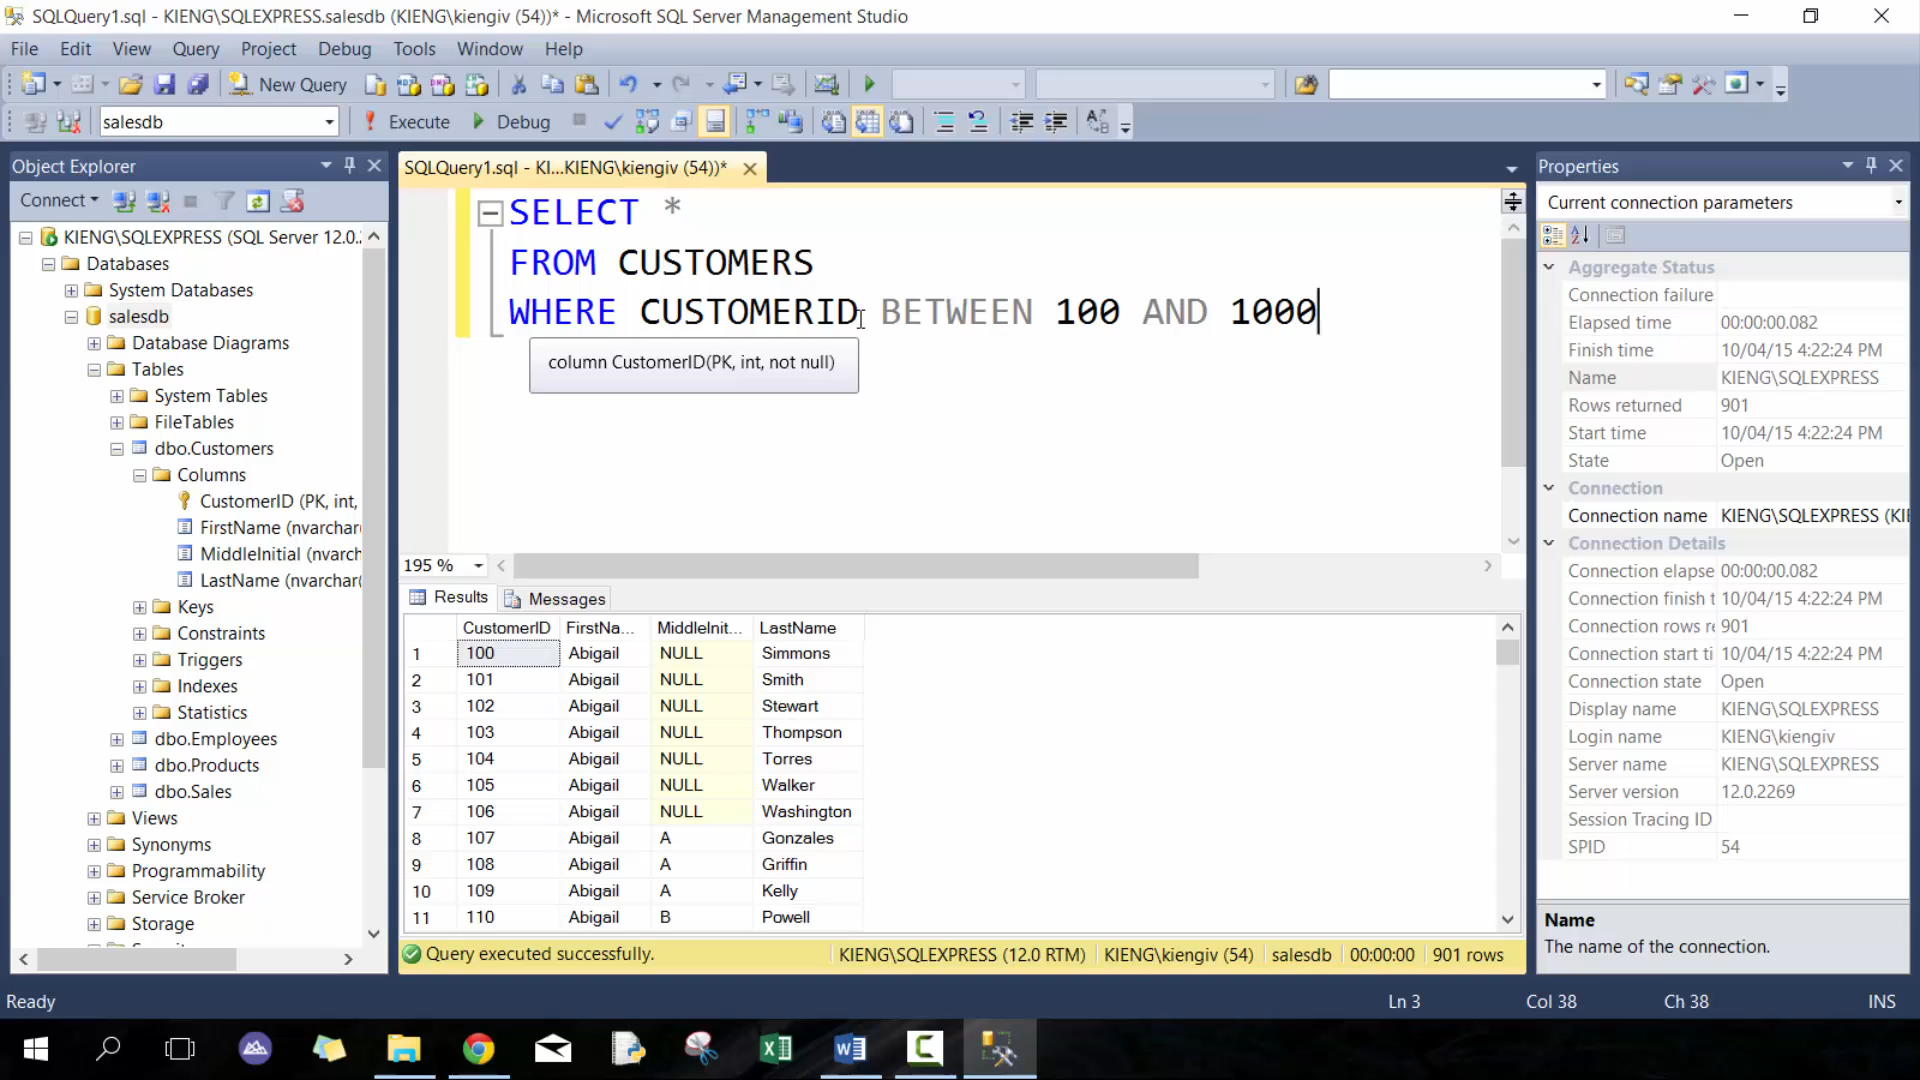 SQLQuery1.sql - KIENG\SQLEXPRESS.salesdb (KIENG\kiengiv (54))* - Microsoft SQL Server Management Studio
File Edit View Query Project Debug Tools Window Help
New Query
salesdb Execute Debug
Object Explorer
Connect
KIENG\SQLEXPRESS (SQL Server 12.0.
Databases
System Databases
salesdb
Database Diagrams
Tables
System Tables
FileTables
dbo.Customers
Columns
CustomerID (PK, int,
FirstName (nvarchar
MiddleInitial (nvarch
LastName (nvarchar(
Keys
Constraints
Triggers
Indexes
Statistics
dbo.Employees
dbo.Products
dbo.Sales
Views
Synonyms
Programmability
Service Broker
Storage
SQLQuery1.sql - KI...KIENG\kiengiv (54))*
SELECT *
FROM CUSTOMERS
WHERE CUSTOMERID BETWEEN 100 AND 1000
column CustomerID(PK, int, not null)
195 %
Results Messages
CustomerID FirstNa... MiddleInit... LastName
1 100 Abigail NULL Simmons
2 101 Abigail NULL Smith
3 102 Abigail NULL Stewart
4 103 Abigail NULL Thompson
5 104 Abigail NULL Torres
6 105 Abigail NULL Walker
7 106 Abigail NULL Washington
8 107 Abigail A Gonzales
9 108 Abigail A Griffin
10 109 Abigail A Kelly
11 110 Abigail B Powell
Query executed successfully. KIENG\SQLEXPRESS (12.0 RTM) KIENG\kiengiv (54) salesdb 00:00:00 901 rows
Properties
Current connection parameters
Aggregate Status
Connection failure
Elapsed time 00:00:00.082
Finish time 10/04/15 4:22:24 PM
Name KIENG\SQLEXPRESS
Rows returned 901
Start time 10/04/15 4:22:24 PM
State Open
Connection
Connection name KIENG\SQLEXPRESS (KI
Connection Details
Connection elapse 00:00:00.082
Connection finish t 10/04/15 4:22:24 PM
Connection rows re 901
Connection start ti 10/04/15 4:22:24 PM
Connection state Open
Display name KIENG\SQLEXPRESS
Login name KIENG\kiengiv
Server name KIENG\SQLEXPRESS
Server version 12.0.2269
Session Tracing ID
SPID 54
Name
The name of the connection.
Ready Ln 3 Col 38 Ch 38 INS